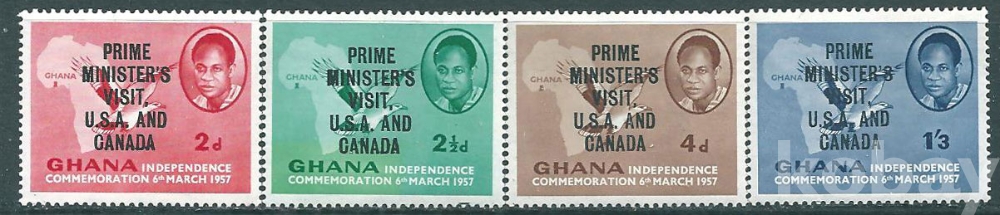 PRIME
MINISTER'S
VISIT,
U.S.A. AND
CANADA
GHANA
2d
GHANA INDEPENDENCE
COMMEMORATION 6th MARCH 1957
PRIME
MINISTER'S
VISIT,
U.S.A. AND
CANADA
GHANA
2½d
GHANA INDEPENDENCE
COMMEMORATION 6th MARCH 1957
PRIME
MINISTER'S
VISIT,
U.S.A. AND
CANADA
GHANA
4d
GHANA INDEPENDENCE
COMMEMORATION 6th MARCH 1957
PRIME
MINISTER'S
VISIT,
U.S.A. AND
CANADA
GHANA
1'3
GHANA INDEPENDENCE
COMMEMORATION 6th MARCH 1957